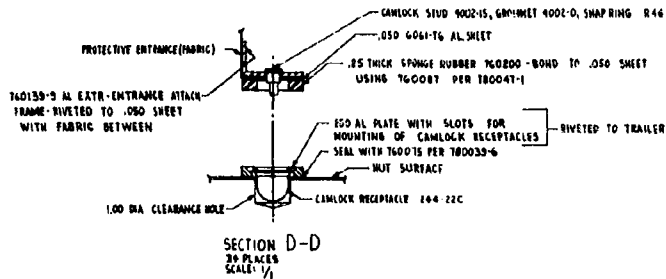 CAMLOCK STUD 4002-15, GROMMET 4002-0, SNAP RING R46
.050 6061-T6 AL SHEET
PROTECTIVE ENTRANCE (FABRIC)
.25 THICK SPONGE RUBBER 760200 - BOND TO .050 SHEET
USING 760087 PER 780047-1
760139-9 AL EXTR-ENTRANCE ATTACH
FRAME-RIVETED TO .050 SHEET
WITH FABRIC BETWEEN
AL PLATE WITH SLOTS FOR
MOUNTING OF CAMLOCK RECEPTACLES
RIVETED TO TRAILER
SEAL WITH 760075 PER 780039-6
HUT SURFACE
1.00 DIA CLEARANCE HOLE
CAMLOCK RECEPTACLE 244-22C
SECTION D-D
PLACES
SCALE: 1/1